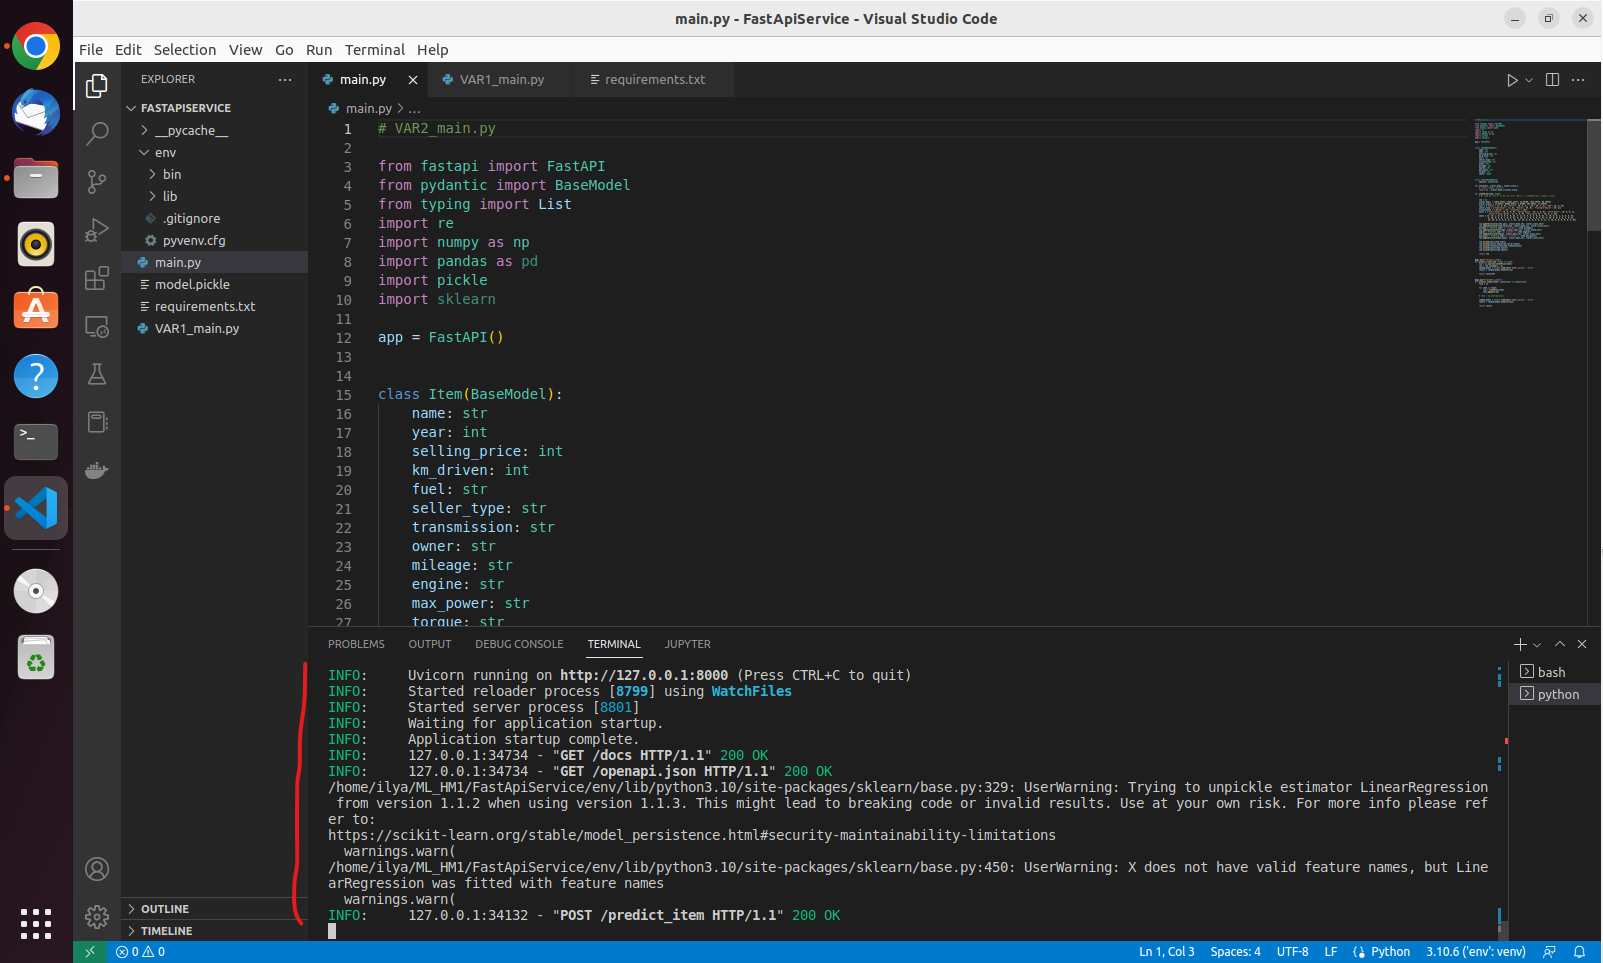 main.py - FastApiService - Visual Studio Code
File Edit Selection View Go Run Terminal Help
EXPLORER
FASTAPISERVICE
__pycache__
env
bin
lib
.gitignore
pyvenv.cfg
main.py
model.pickle
requirements.txt
VAR1_main.py
OUTLINE
TIMELINE
main.py VAR1_main.py requirements.txt
main.py > ...
1 # VAR2_main.py
2
3 from fastapi import FastAPI
4 from pydantic import BaseModel
5 from typing import List
6 import re
7 import numpy as np
8 import pandas as pd
9 import pickle
10 import sklearn
11
12 app = FastAPI()
13
14
15 class Item(BaseModel):
16 name: str
17 year: int
18 selling_price: int
19 km_driven: int
20 fuel: str
21 seller_type: str
22 transmission: str
23 owner: str
24 mileage: str
25 engine: str
26 max_power: str
27 torque: str
PROBLEMS OUTPUT DEBUG CONSOLE TERMINAL JUPYTER
INFO: Uvicorn running on http://127.0.0.1:8000 (Press CTRL+C to quit)
INFO: Started reloader process [8799] using WatchFiles
INFO: Started server process [8801]
INFO: Waiting for application startup.
INFO: Application startup complete.
INFO: 127.0.0.1:34734 - "GET /docs HTTP/1.1" 200 OK
INFO: 127.0.0.1:34734 - "GET /openapi.json HTTP/1.1" 200 OK
/home/ilya/ML_HM1/FastApiService/env/lib/python3.10/site-packages/sklearn/base.py:329: UserWarning: Trying to unpickle estimator LinearRegression
from version 1.1.2 when using version 1.1.3. This might lead to breaking code or invalid results. Use at your own risk. For more info please ref
er to:
https://scikit-learn.org/stable/model_persistence.html#security-maintainability-limitations
warnings.warn(
/home/ilya/ML_HM1/FastApiService/env/lib/python3.10/site-packages/sklearn/base.py:450: UserWarning: X does not have valid feature names, but Line
arRegression was fitted with feature names
warnings.warn(
INFO: 127.0.0.1:34132 - "POST /predict_item HTTP/1.1" 200 OK
bash
python
0 0 Ln 1, Col 3 Spaces: 4 UTF-8 LF Python 3.10.6 ('env': venv)